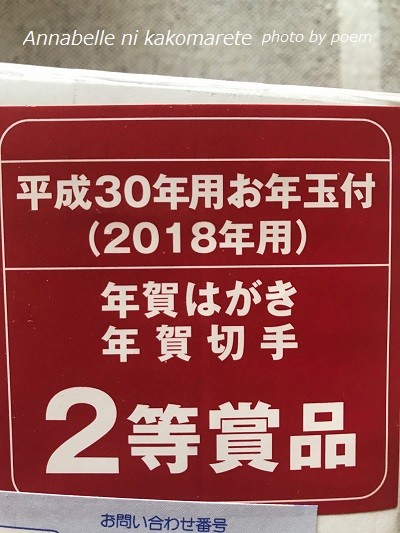 Annabelle ni kakomarete photo by poem
平成30年用お年玉付
(2018年用)
年賀はがき
年賀切手
2等賞品
お問い合わせ番号